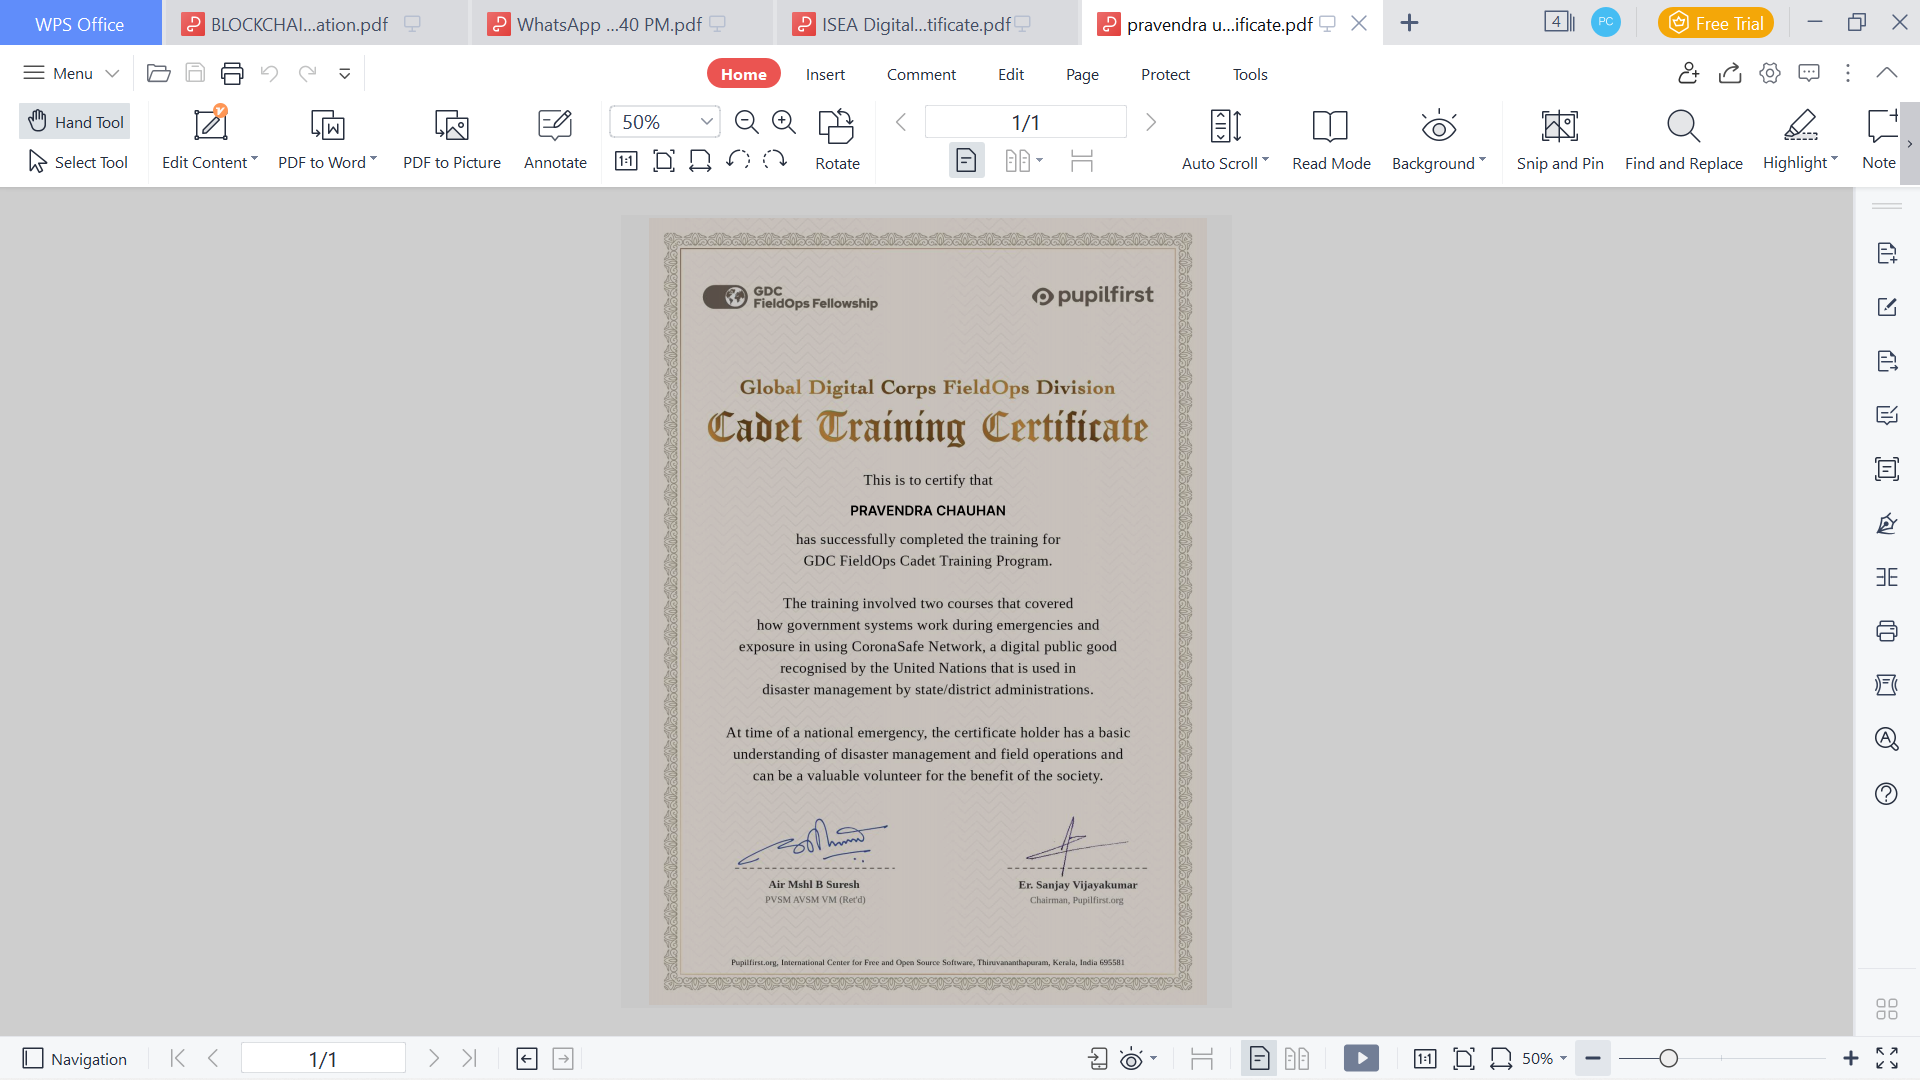 WPS Office
BLOCKCHAI...ation.pdf
WhatsApp ...40 PM.pdf
ISEA Digital...tificate.pdf
pravendra u...ificate.pdf
4
PC
Free Trial
Menu
Home
Insert
Comment
Edit
Page
Protect
Tools
Hand Tool
Select Tool
Edit Content
PDF to Word
PDF to Picture
Annotate
50%
1:1
Rotate
1/1
Auto Scroll
Read Mode
Background
Snip and Pin
Find and Replace
Highlight
Note
GDC
FieldOps Fellowship
pupilfirst
Global Digital Corps FieldOps Division
Cadet Training Certificate
This is to certify that
PRAVENDRA CHAUHAN
has successfully completed the training for
GDC FieldOps Cadet Training Program.
The training involved two courses that covered
how government systems work during emergencies and
exposure in using CoronaSafe Network, a digital public good
recognised by the United Nations that is used in
disaster management by state/district administrations.
At time of a national emergency, the certificate holder has a basic
understanding of disaster management and field operations and
can be a valuable volunteer for the benefit of the society.
Air Mshl B Suresh
PVSM AVSM VM (Ret'd)
Er. Sanjay Vijayakumar
Chairman, Pupilfirst.org
Pupilfirst.org, International Center for Free and Open Source Software, Thiruvananthapuram, Kerala, India 695581
Navigation
1/1
1:1
50%